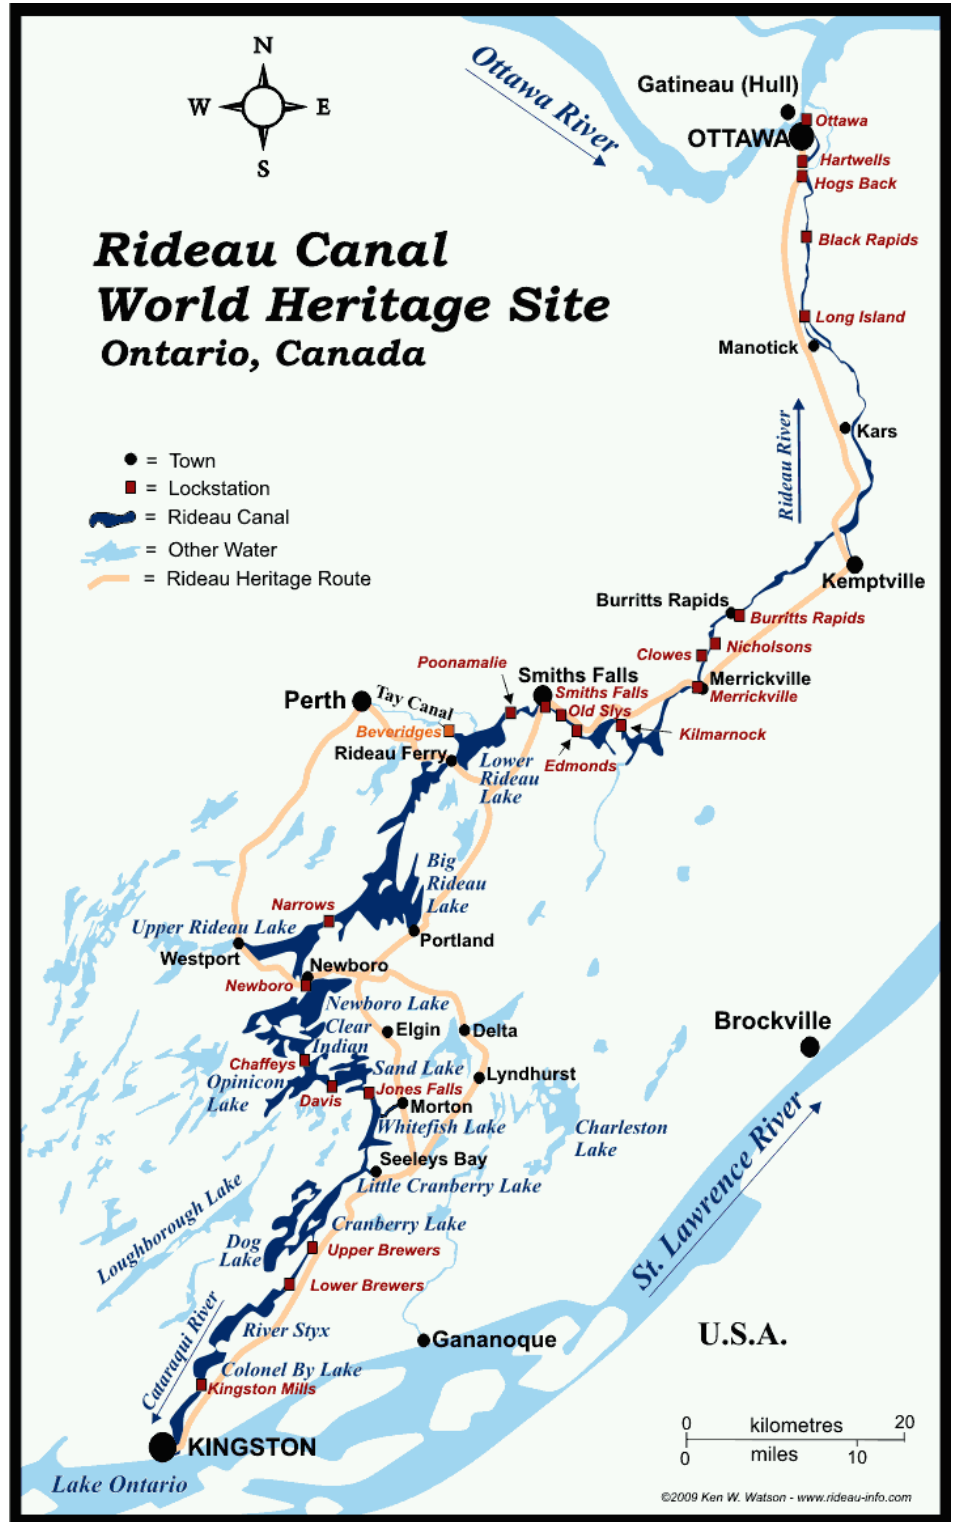 N
W
E
S
Ottawa River
Gatineau (Hull)
Ottawa
OTTAWA
Hartwells
Hogs Back
Rideau Canal
World Heritage Site
Ontario, Canada
Black Rapids
Long Island
Manotick
Kars
Rideau River
= Town
= Lockstation
= Rideau Canal
= Other Water
= Rideau Heritage Route
Kemptville
Burritts Rapids
Burritts Rapids
Nicholsons
Clowes
Poonamalie
Smiths Falls
Merrickville
Merrickville
Smiths Falls
Old Slys
Perth
Tay Canal
Beveridges
Kilmarnock
Rideau Ferry
Edmonds
Lower
Rideau
Lake
Big
Rideau
Lake
Narrows
Upper Rideau Lake
Portland
Westport
Newboro
Newboro
Newboro Lake
Clear
Indian
Elgin
Delta
Brockville
Chaffeys
Sand Lake
Opinicon
Lake
Lyndhurst
Jones Falls
Davis
Morton
Whitefish Lake
Charleston
Lake
Seeleys Bay
Little Cranberry Lake
Loughborough Lake
St. Lawrence River
Cranberry Lake
Dog
Lake
Upper Brewers
Lower Brewers
Cataraqui River
River Styx
Gananoque
U.S.A.
Colonel By Lake
Kingston Mills
KINGSTON
Lake Ontario
0 kilometres 20
0 miles 10
©2009 Ken W. Watson - www.rideau-info.com